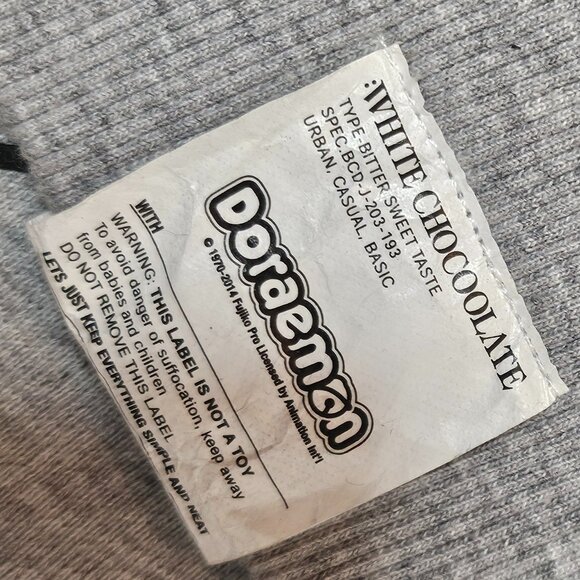 :WHITE CHOCOOLATE
TYPE-BITTER SWEET TASTE
SPEC.BCD-J-203-193
URBAN, CASUAL, BASIC
Doraemon
© 1970-2014 Fujiko Pro Licensed by Animation Int'l
WITH
WARNING: THIS LABEL IS NOT A TOY
To avoid danger of suffocation, keep away
from babies and children
DO NOT REMOVE THIS LABEL
LETS JUST KEEP EVERYTHING SIMPLE AND NEAT